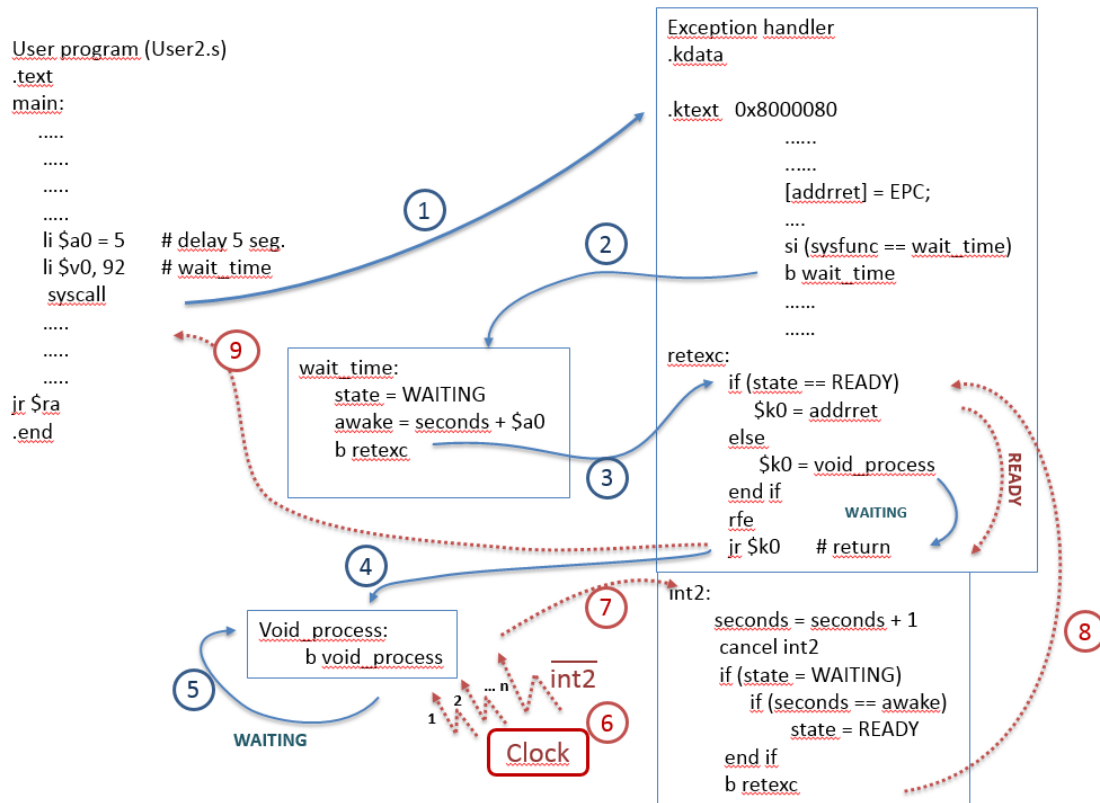 User program (User2.s)
.text
main:
.....
.....
.....
.....
li $a0 = 5 # delay 5 seg.
li $v0, 92 # wait_time
syscall
.....
.....
.....
jr $ra
.end
1
2
Exception handler
.kdata
.ktext 0x8000080
......
......
[addrret] = EPC;
....
si (sysfunc == wait_time)
b wait_time
......
......
retexc:
if (state == READY)
$k0 = addrret
else
$k0 = void_process
end if
rfe
jr $k0 # return
WAITING
READY
9
wait_time:
state = WAITING
awake = seconds + $a0
b retexc
3
4
Void_process:
b void_process
5
WAITING
1
2
... n
int2
6
Clock
7
int2:
seconds = seconds + 1
cancel int2
if (state = WAITING)
if (seconds == awake)
state = READY
end if
b retexc
8